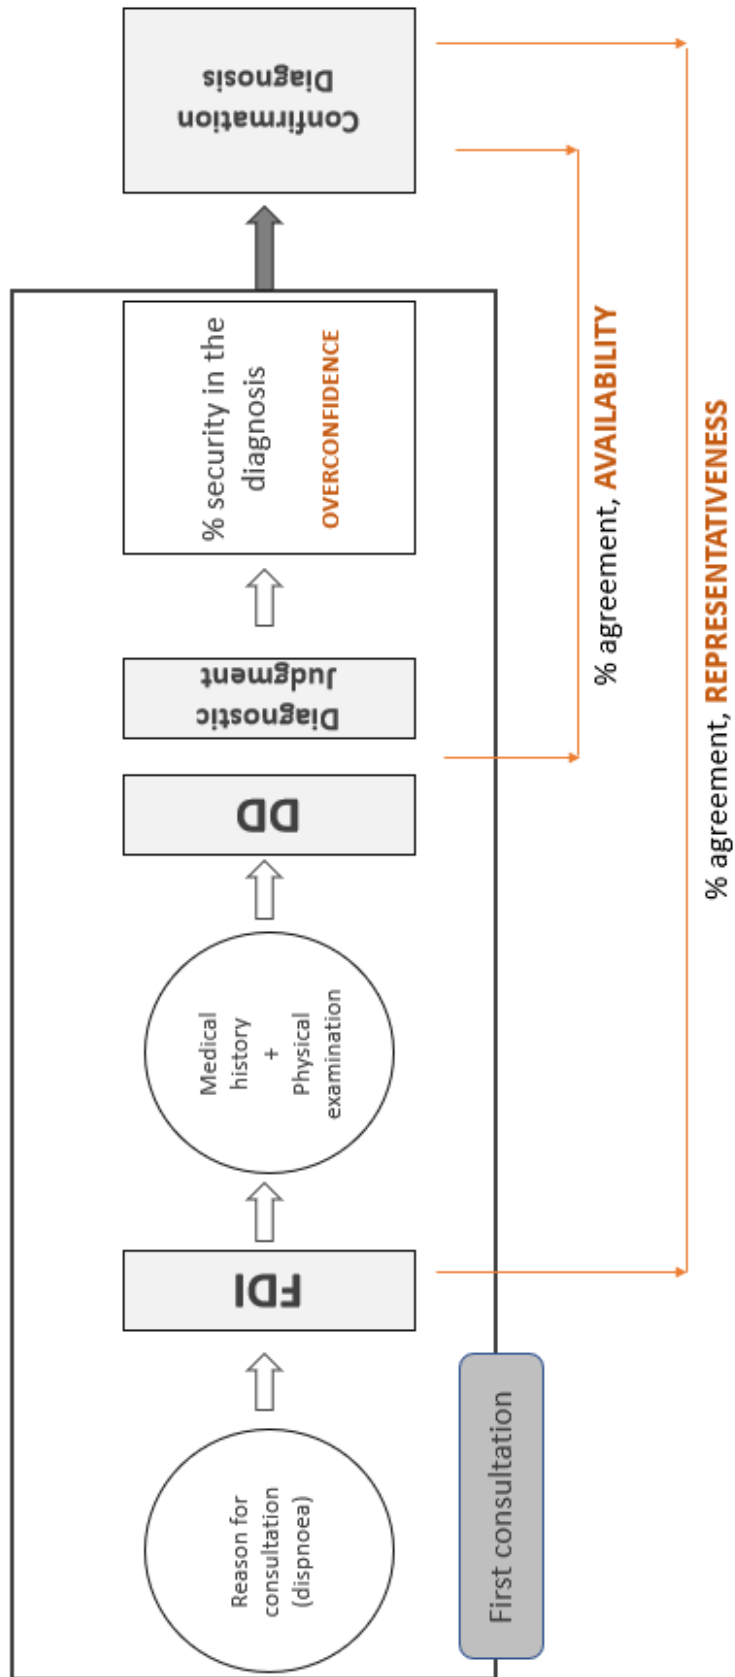 Reason for
consultation
(dispnoea)
FDI
Medical
history
+
Physical
examination
DD
Diagnostic
Judgment
% security in the
diagnosis
OVERCONFIDENCE
Confirmation
Diagnosis
First consultation
% agreement, AVAILABILITY
% agreement, REPRESENTATIVENESS